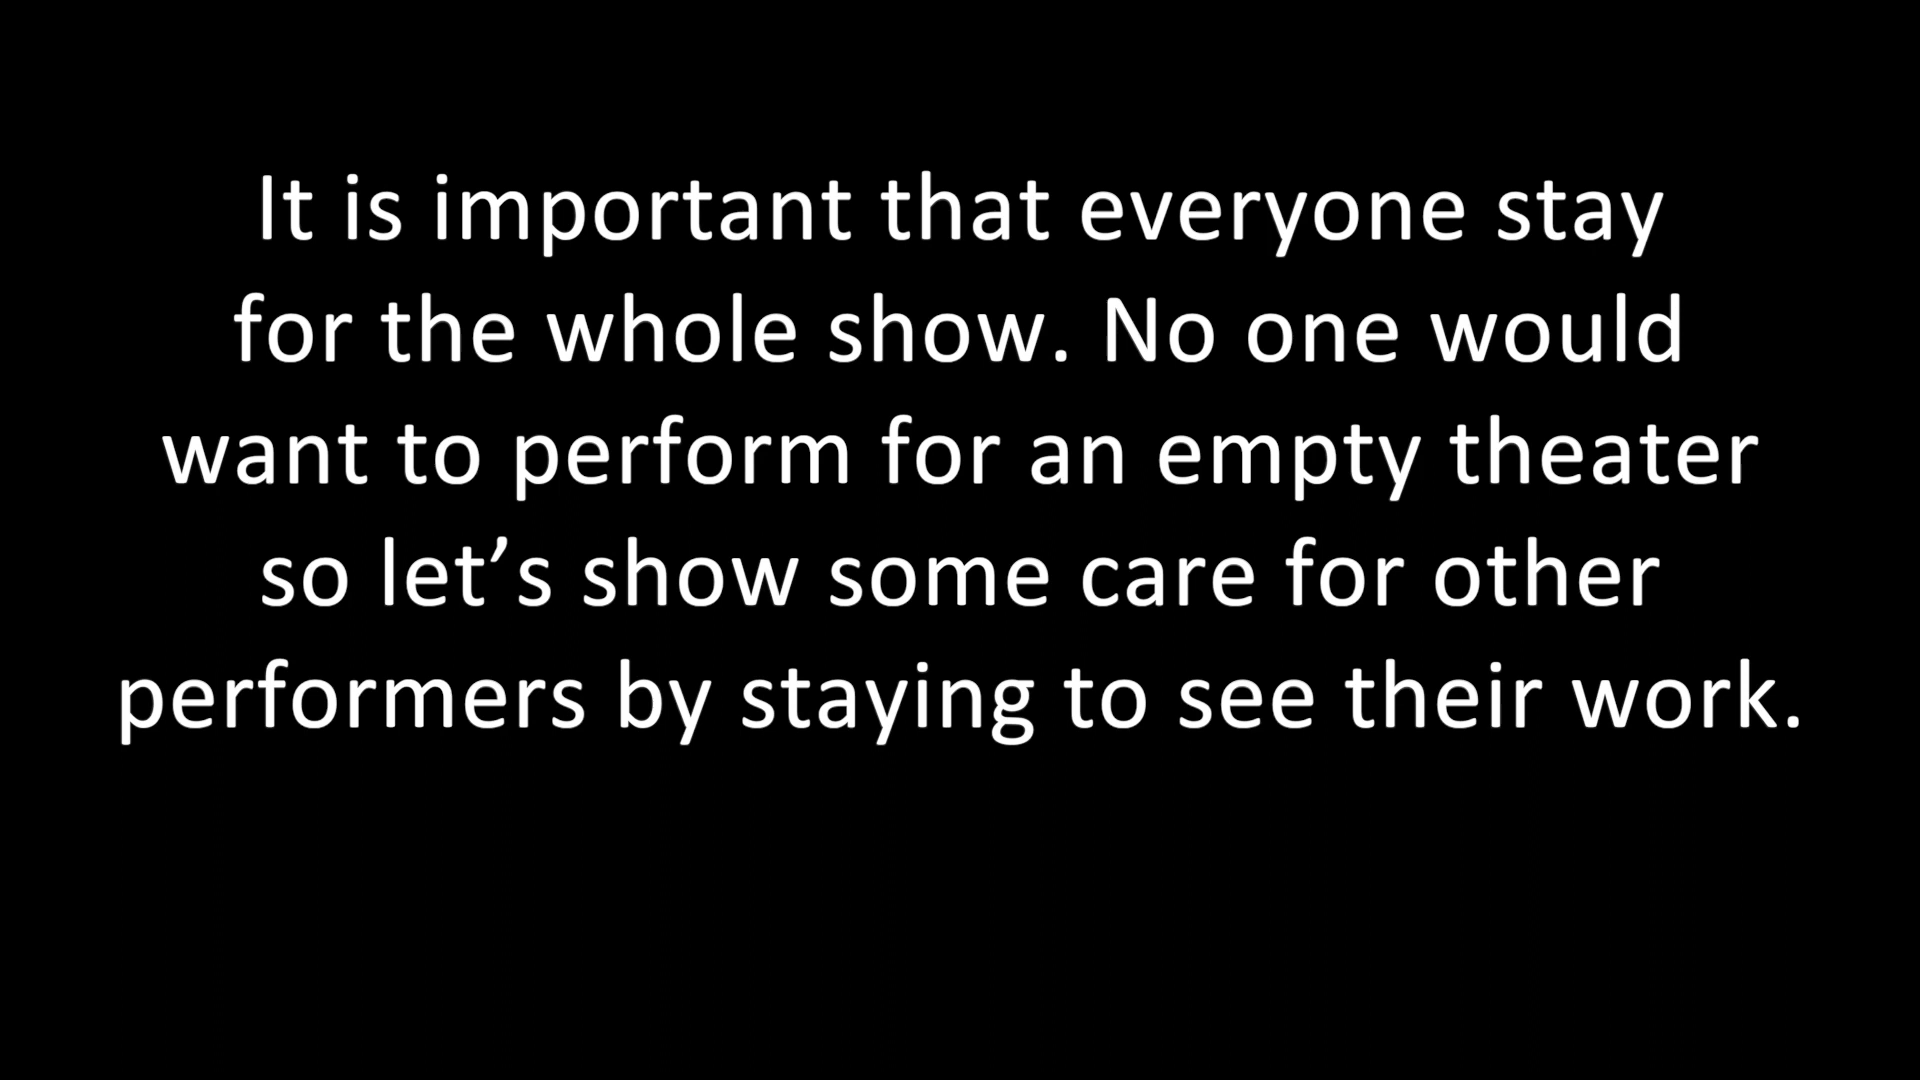 It is important that everyone stay
for the whole show. No one would
want to perform for an empty theater
so let’s show some care for other
performers by staying to see their work.